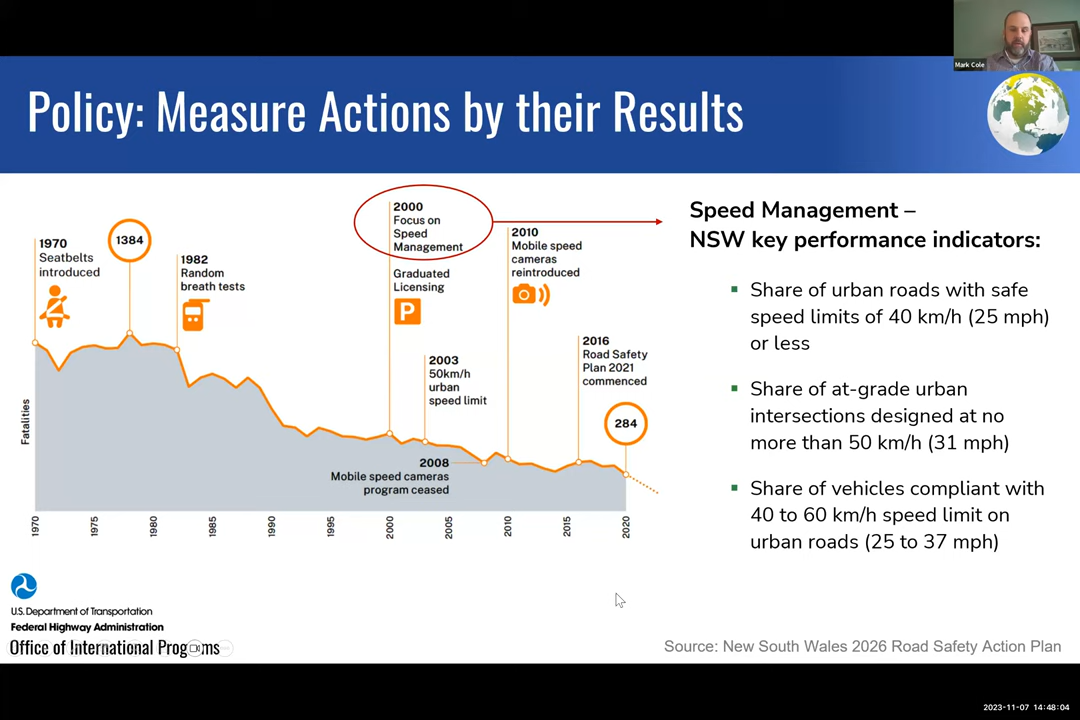 Mark Cole
Policy: Measure Actions by their Results
1970
Seatbelts
introduced
1384
1982
Random
breath tests
2000
Focus on
Speed
Management
Graduated
Licensing
P
2003
50km/h
urban
speed limit
2008
Mobile speed cameras
program ceased
2010
Mobile speed
cameras
reintroduced
2016
Road Safety
Plan 2021
commenced
284
Fatalities
1970
1975
1980
1985
1990
1995
2000
2005
2010
2015
2020
Speed Management –
NSW key performance indicators:
Share of urban roads with safe
speed limits of 40 km/h (25 mph)
or less
Share of at-grade urban
intersections designed at no
more than 50 km/h (31 mph)
Share of vehicles compliant with
40 to 60 km/h speed limit on
urban roads (25 to 37 mph)
U.S. Department of Transportation
Federal Highway Administration
Office of International Programs
Source: New South Wales 2026 Road Safety Action Plan
2023-11-07 14:48:04